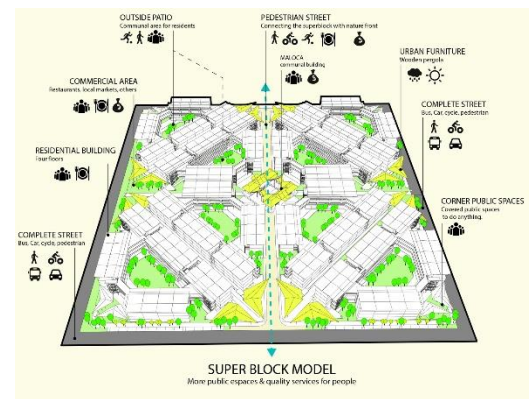 OUTSIDE PATIO
Communal area for residents
PEDESTRIAN STREET
Connecting the superblock with nature front
MALOCA
communal building
URBAN FURNITURE
Wooden pergola
COMMERCIAL AREA
Restaurants, local markets, others
COMPLETE STREET
Bus, Car, cycle, pedestrian
RESIDENTIAL BUILDING
Four floors
CORNER PUBLIC SPACES
Covered public spaces
to do anything.
COMPLETE STREET
Bus, Car, cycle, pedestrian
SUPER BLOCK MODEL
More public espaces & quality services for people